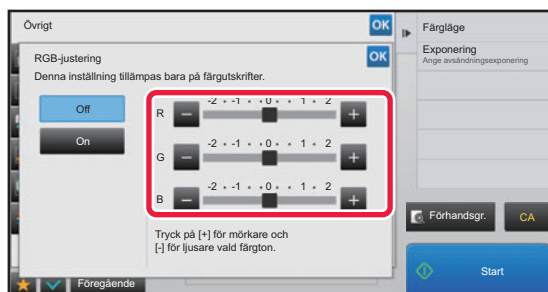 Övrigt
OK
RGB-justering
OK
Denna inställning tillämpas bara på färgutskrifter.
Off
On
R
-2 -1 0 1 2
G
-2 -1 0 1 2
B
-2 -1 0 1 2
Tryck på [+] för mörkare och
[-] för ljusare vald färgton.
Föregående
Färgläge
Exponering
Ange avsändningsexponering
Förhandsgr.
CA
Start